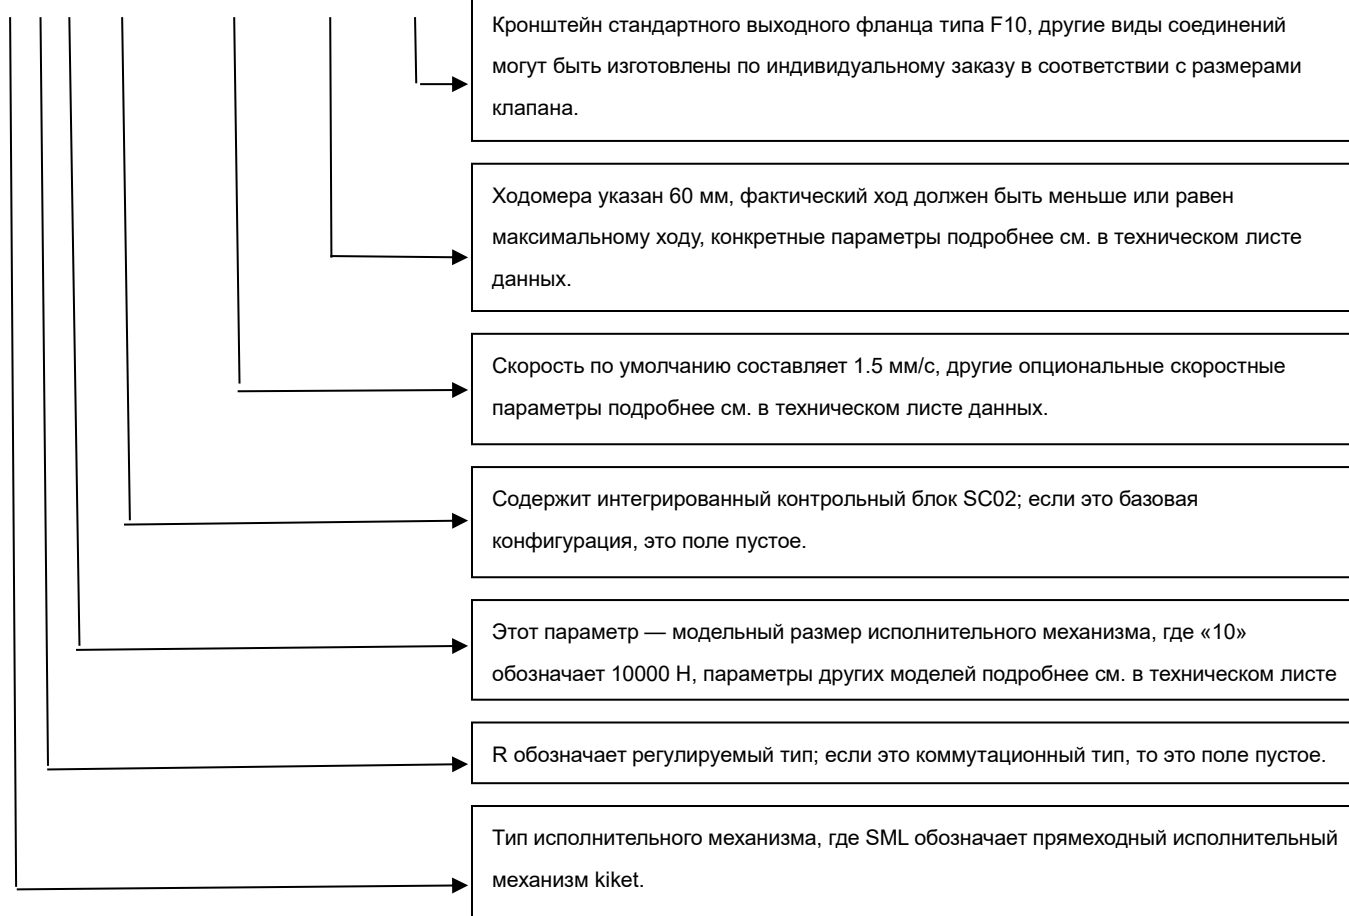 Кронштейн стандартного выходного фланца типа F10, другие виды соединений
могут быть изготовлены по индивидуальному заказу в соответствии с размерами
клапана.
Ходомера указан 60 мм, фактический ход должен быть меньше или равен
максимальному ходу, конкретные параметры подробнее см. в техническом листе
данных.
Скорость по умолчанию составляет 1.5 мм/с, другие опциональные скоростные
параметры подробнее см. в техническом листе данных.
Содержит интегрированный контрольный блок SC02; если это базовая
конфигурация, это поле пустое.
Этот параметр — модельный размер исполнительного механизма, где «10»
обозначает 10000 Н, параметры других моделей подробнее см. в техническом листе
R обозначает регулируемый тип; если это коммутационный тип, то это поле пустое.
Тип исполнительного механизма, где SML обозначает прямеходный исполнительный
механизм kiket.